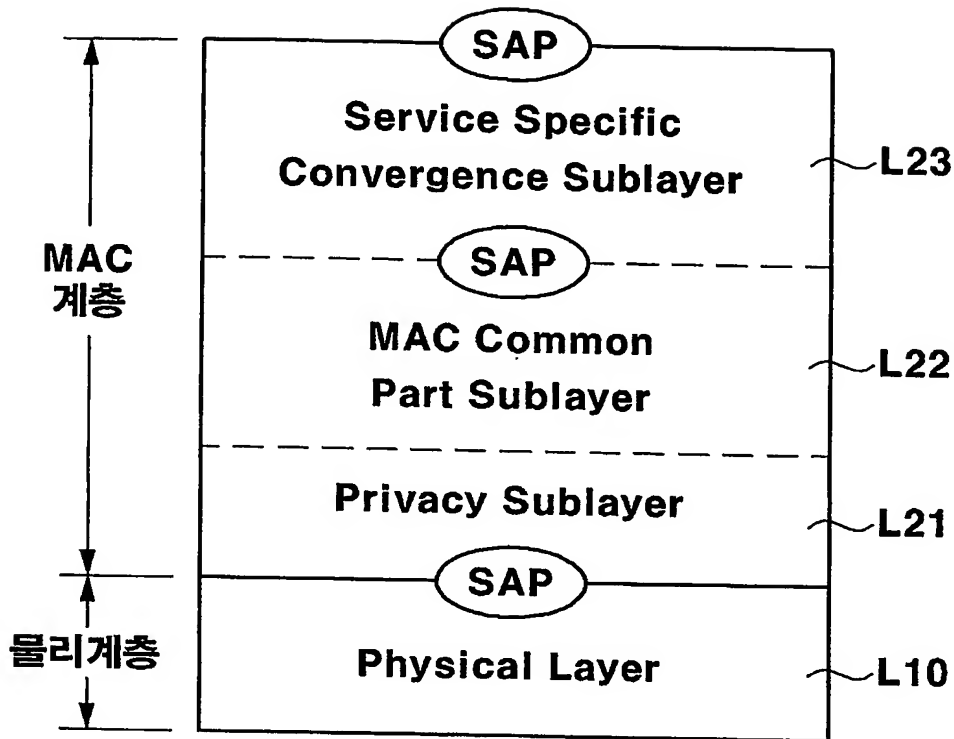 SAP
Service Specific
Convergence Sublayer
L23
SAP
MAC
계층
MAC Common
Part Sublayer
L22
Privacy Sublayer
L21
SAP
물리계층
Physical Layer
L10